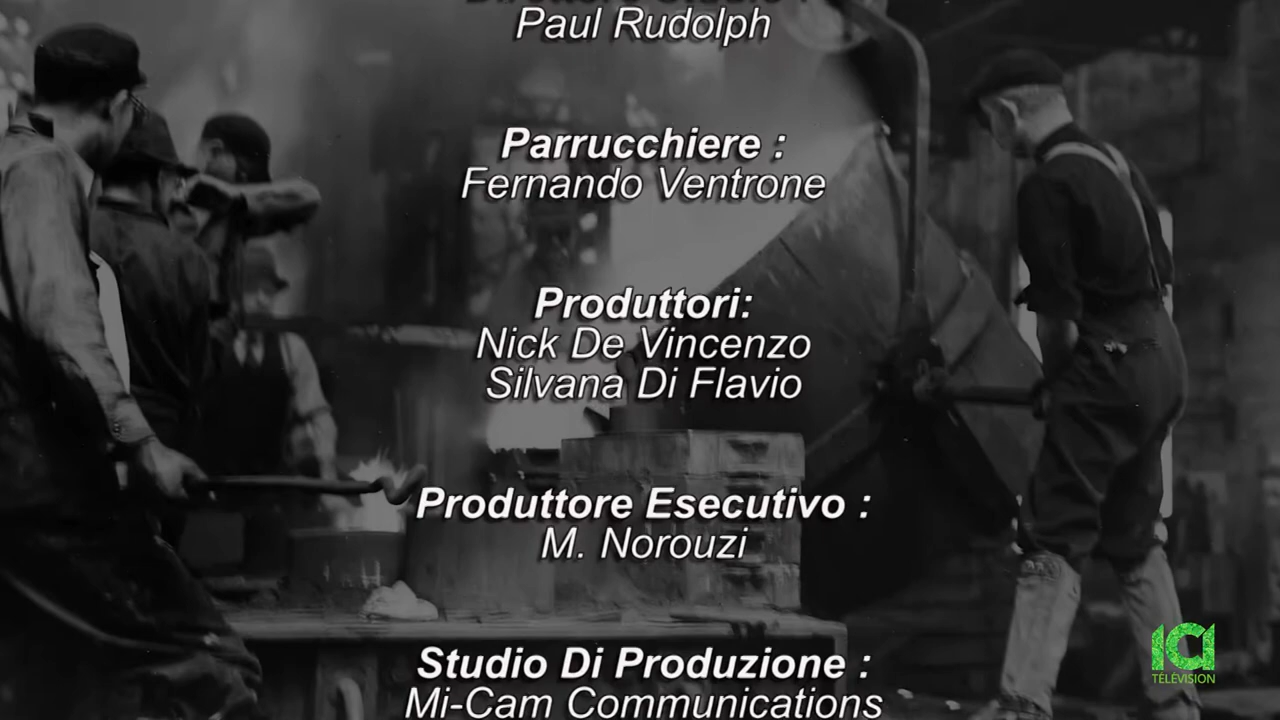 Paul Rudolph
Parrucchiere :
Fernando Ventrone
Produttori:
Nick De Vincenzo
Silvana Di Flavio
Produttore Esecutivo :
M. Norouzi
Studio Di Produzione :
Mi-Cam Communications
ICI
TÉLÉVISION